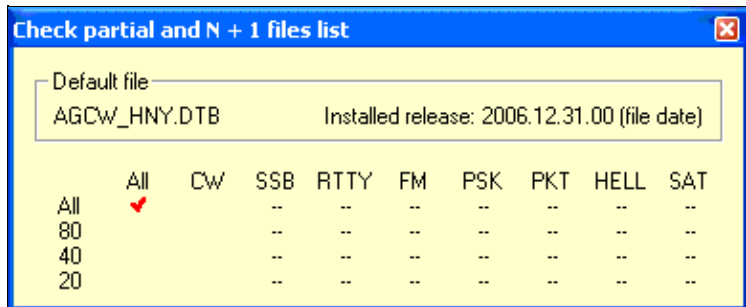 Check partial and N + 1 files list
Default file
AGCW_HNY.DTB Installed release: 2006.12.31.00 (file date)
All CW SSB RTTY FM PSK PKT HELL SAT
All -- -- -- -- -- -- --
80 -- -- -- -- -- -- --
40 -- -- -- -- -- -- --
20 -- -- -- -- -- -- --